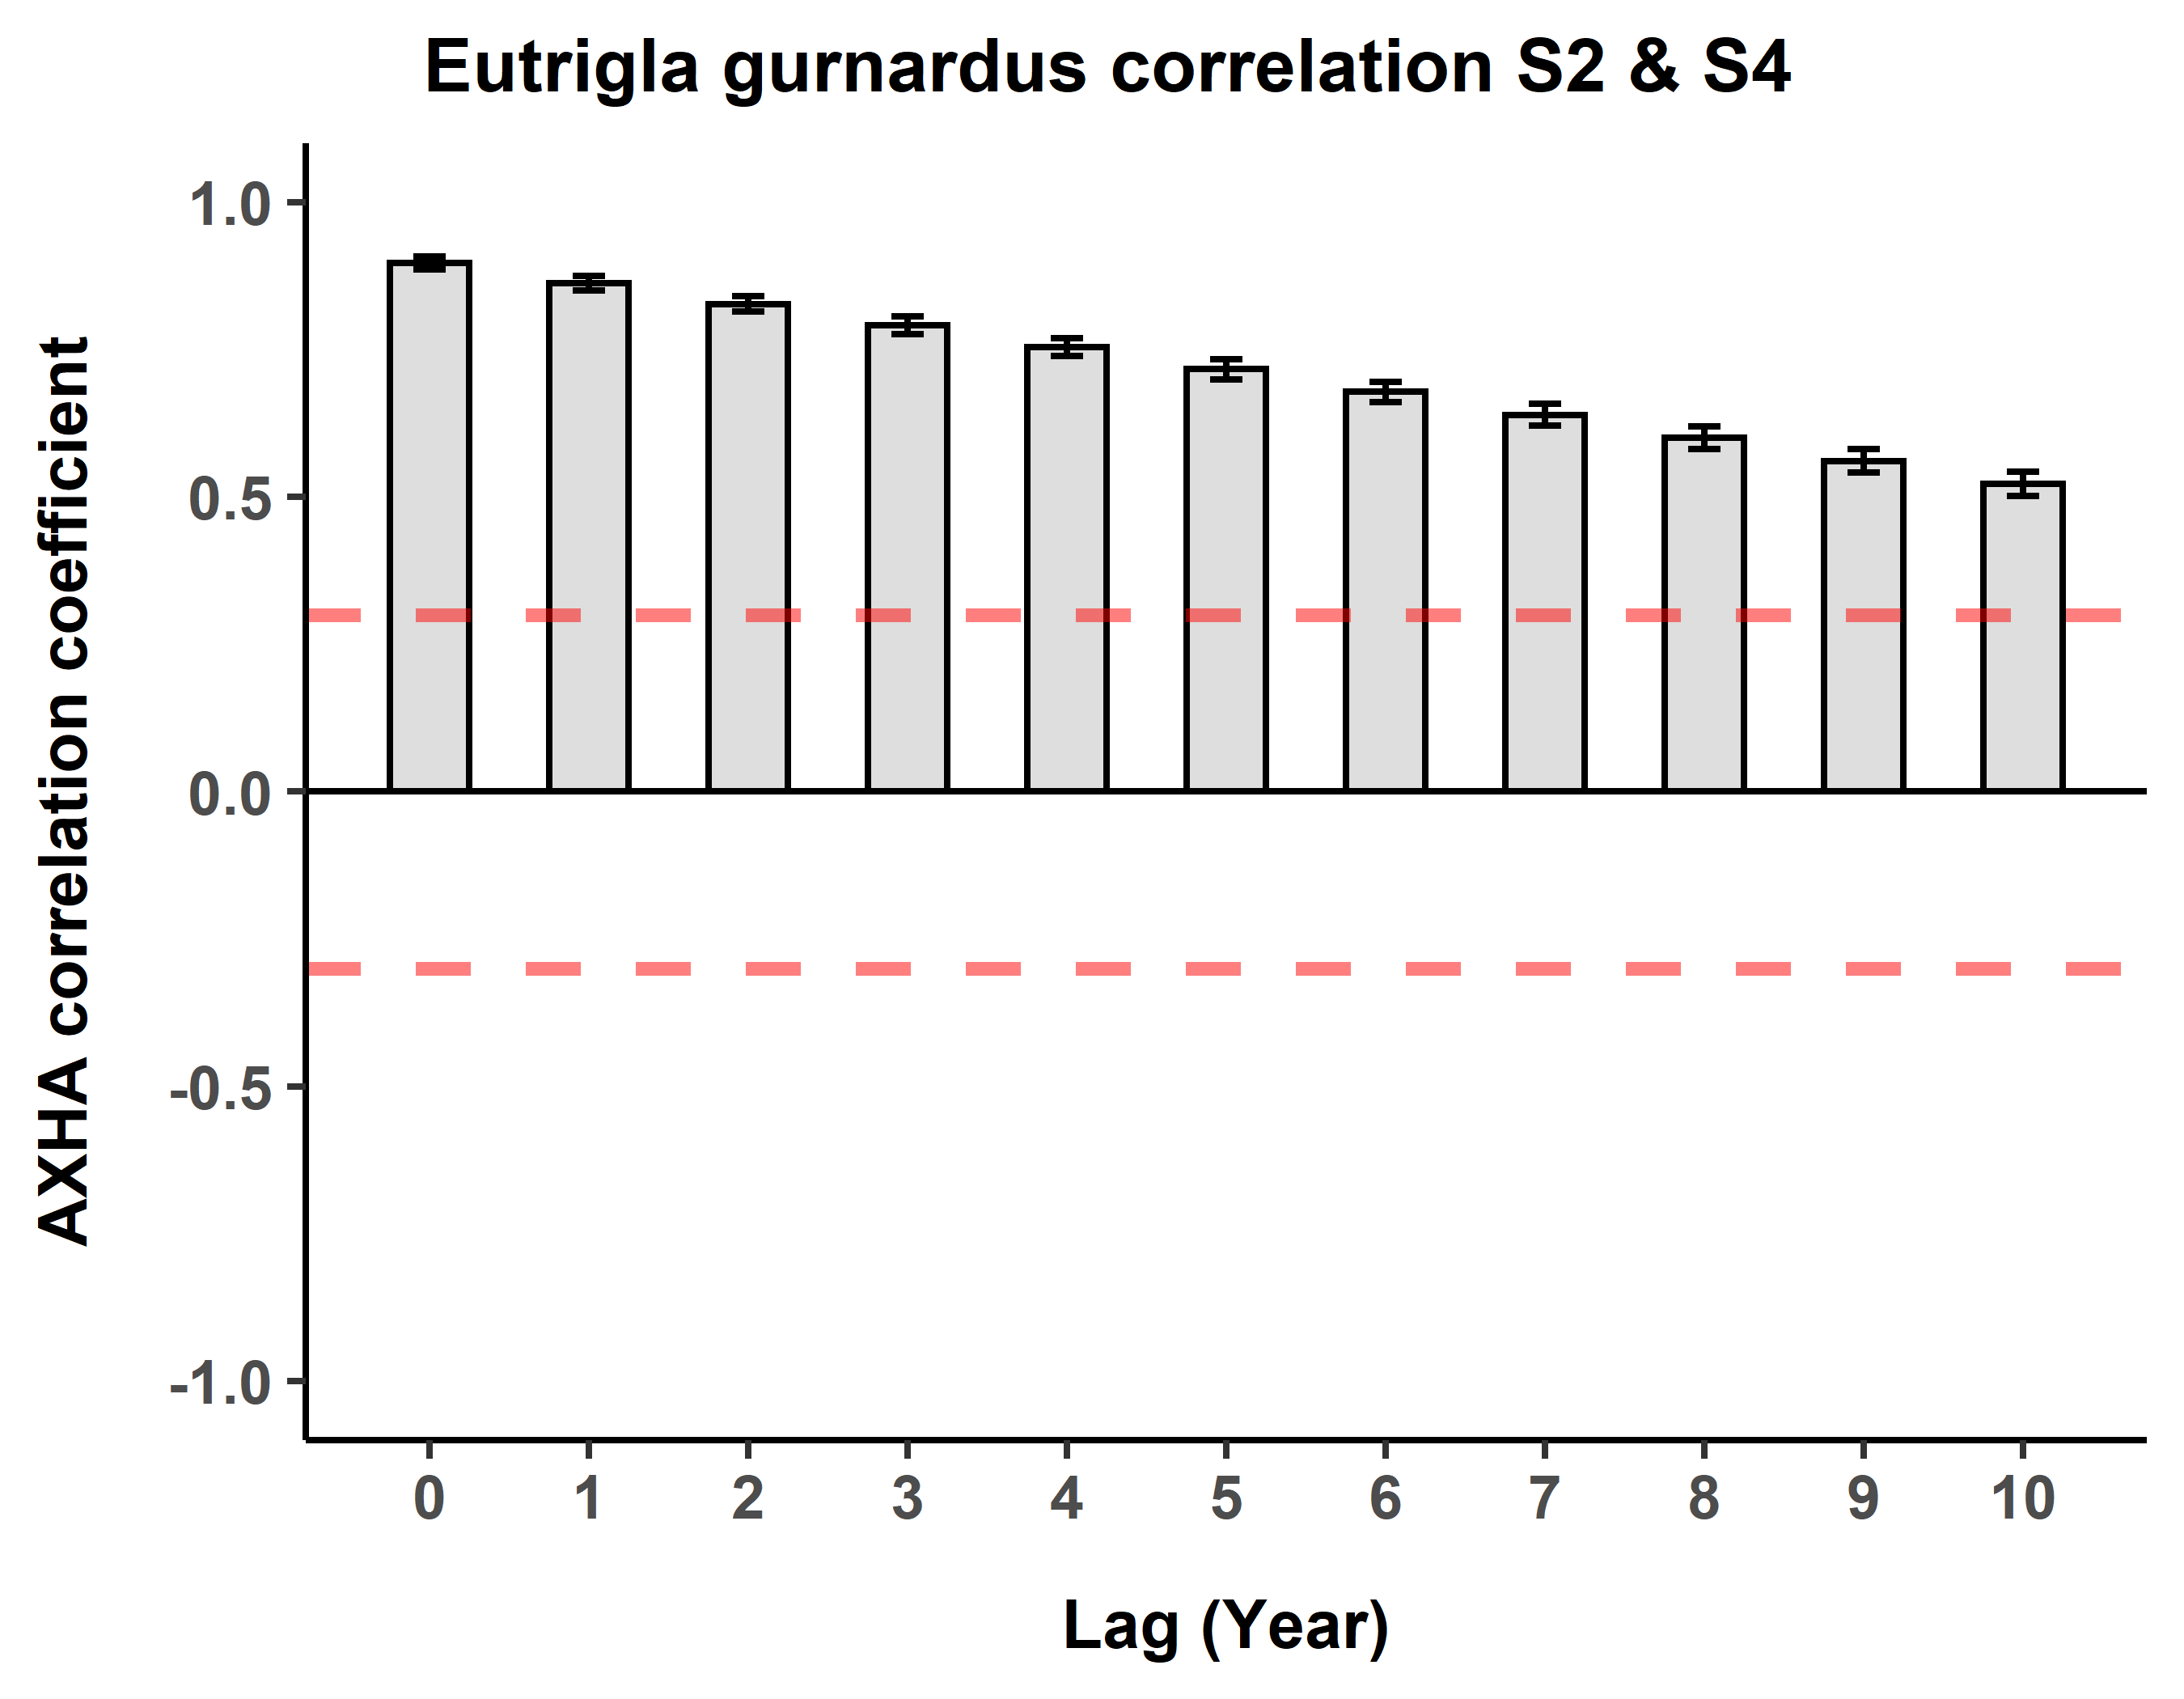 Eutrigla gurnardus correlation S2 & S4
AXHA correlation coefficient
1.0
0.5
0.0
-0.5
-1.0
0 1 2 3 4 5 6 7 8 9 10
Lag (Year)